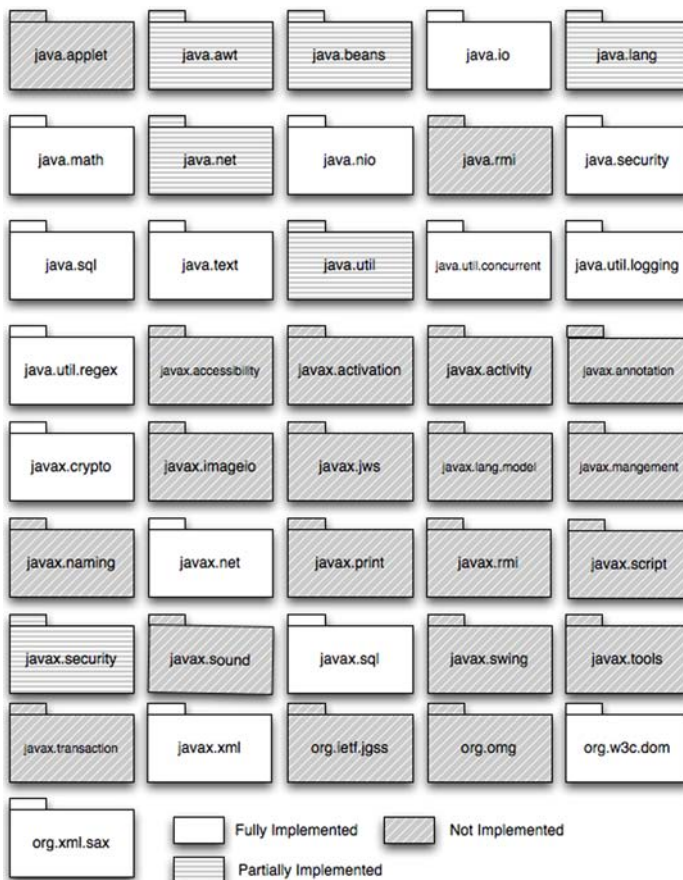 java.applet
java.awt
java.beans
java.io
java.lang
java.math
java.net
java.nio
java.rmi
java.security
java.sql
java.text
java.util
java.util.concurrent
java.util.logging
java.util.regex
javax.accessibility
javax.activation
javax.activity
javax.annotation
javax.crypto
javax.imageio
javax.jws
javax.lang.model
javax.mangement
javax.naming
javax.net
javax.print
javax.rmi
javax.script
javax.security
javax.sound
javax.sql
javax.swing
javax.tools
javax.transaction
javax.xml
org.ietf.jgss
org.omg
org.w3c.dom
org.xml.sax
Fully Implemented
Not Implemented
Partially Implemented